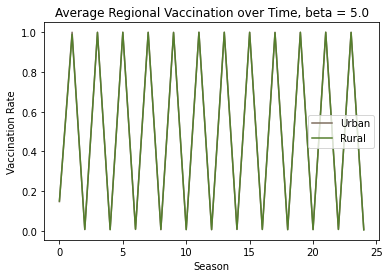 Average Regional Vaccination over Time, beta = 5.0
1.0
0.8
0.6
0.4
0.2
0.0
Vaccination Rate
Urban
Rural
0 5 10 15 20 25
Season